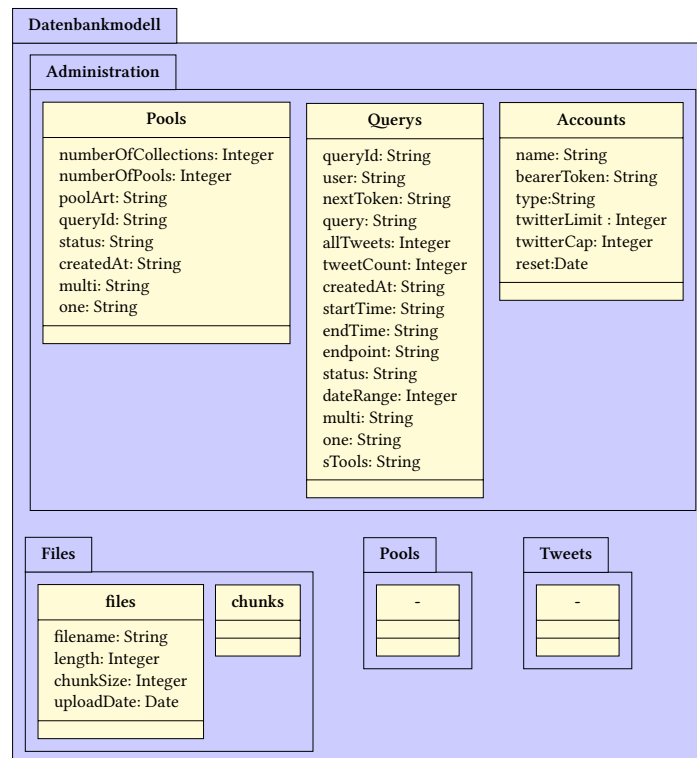 Datenbankmodell
Administration
Pools
numberOfCollections: Integer
numberOfPools: Integer
poolArt: String
queryId: String
status: String
createdAt: String
multi: String
one: String
Querys
queryId: String
user: String
nextToken: String
query: String
allTweets: Integer
tweetCount: Integer
createdAt: String
startTime: String
endTime: String
endpoint: String
status: String
dateRange: Integer
multi: String
one: String
sTools: String
Accounts
name: String
bearerToken: String
type:String
twitterLimit : Integer
twitterCap: Integer
reset:Date
Files
files
filename: String
length: Integer
chunkSize: Integer
uploadDate: Date
chunks
Pools
-
Tweets
-